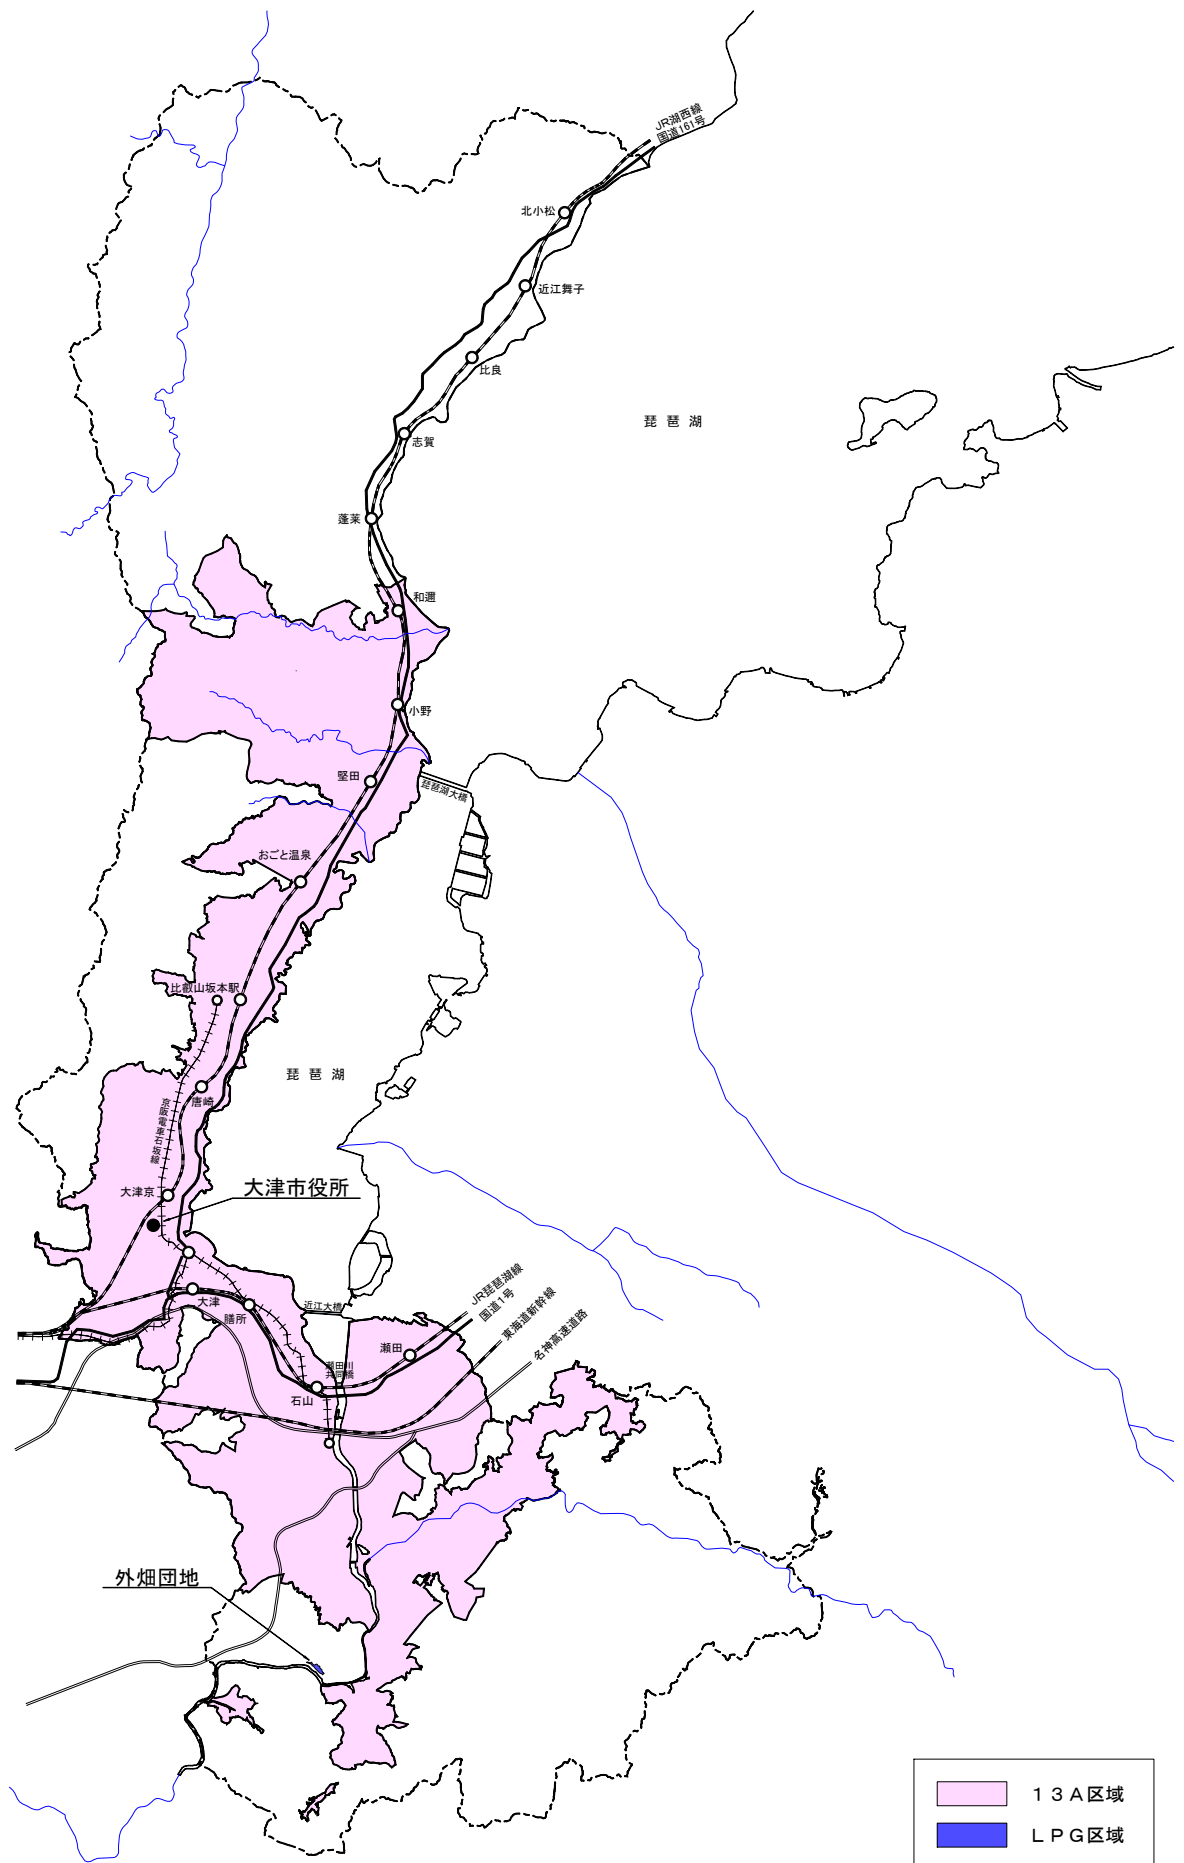 JR湖西線
国道161号
北小松
近江舞子
比良
琵琶湖
志賀
蓬莱
和邇
小野
堅田
琵琶湖大橋
おごと温泉
比叡山坂本駅
琵琶湖
唐崎
京阪電車石坂線
大津京
大津市役所
JR琵琶湖線
国道1号
東海道新幹線
名神高速道路
大津
近江大橋
膳所
瀬田
瀬田川
共同橋
石山
外畑団地
13A区域
LPG区域